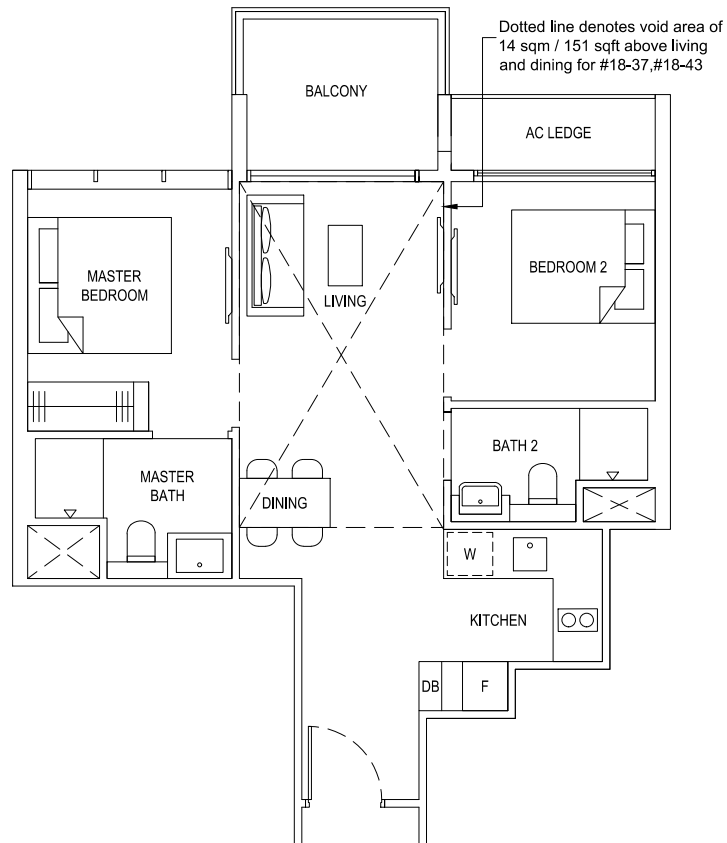 Dotted line denotes void area of
14 sqm / 151 sqft above living
and dining for #18-37,#18-43
BALCONY
AC LEDGE
MASTER
BEDROOM
LIVING
BEDROOM 2
MASTER
BATH
DINING
BATH 2
W
KITCHEN
DB
F